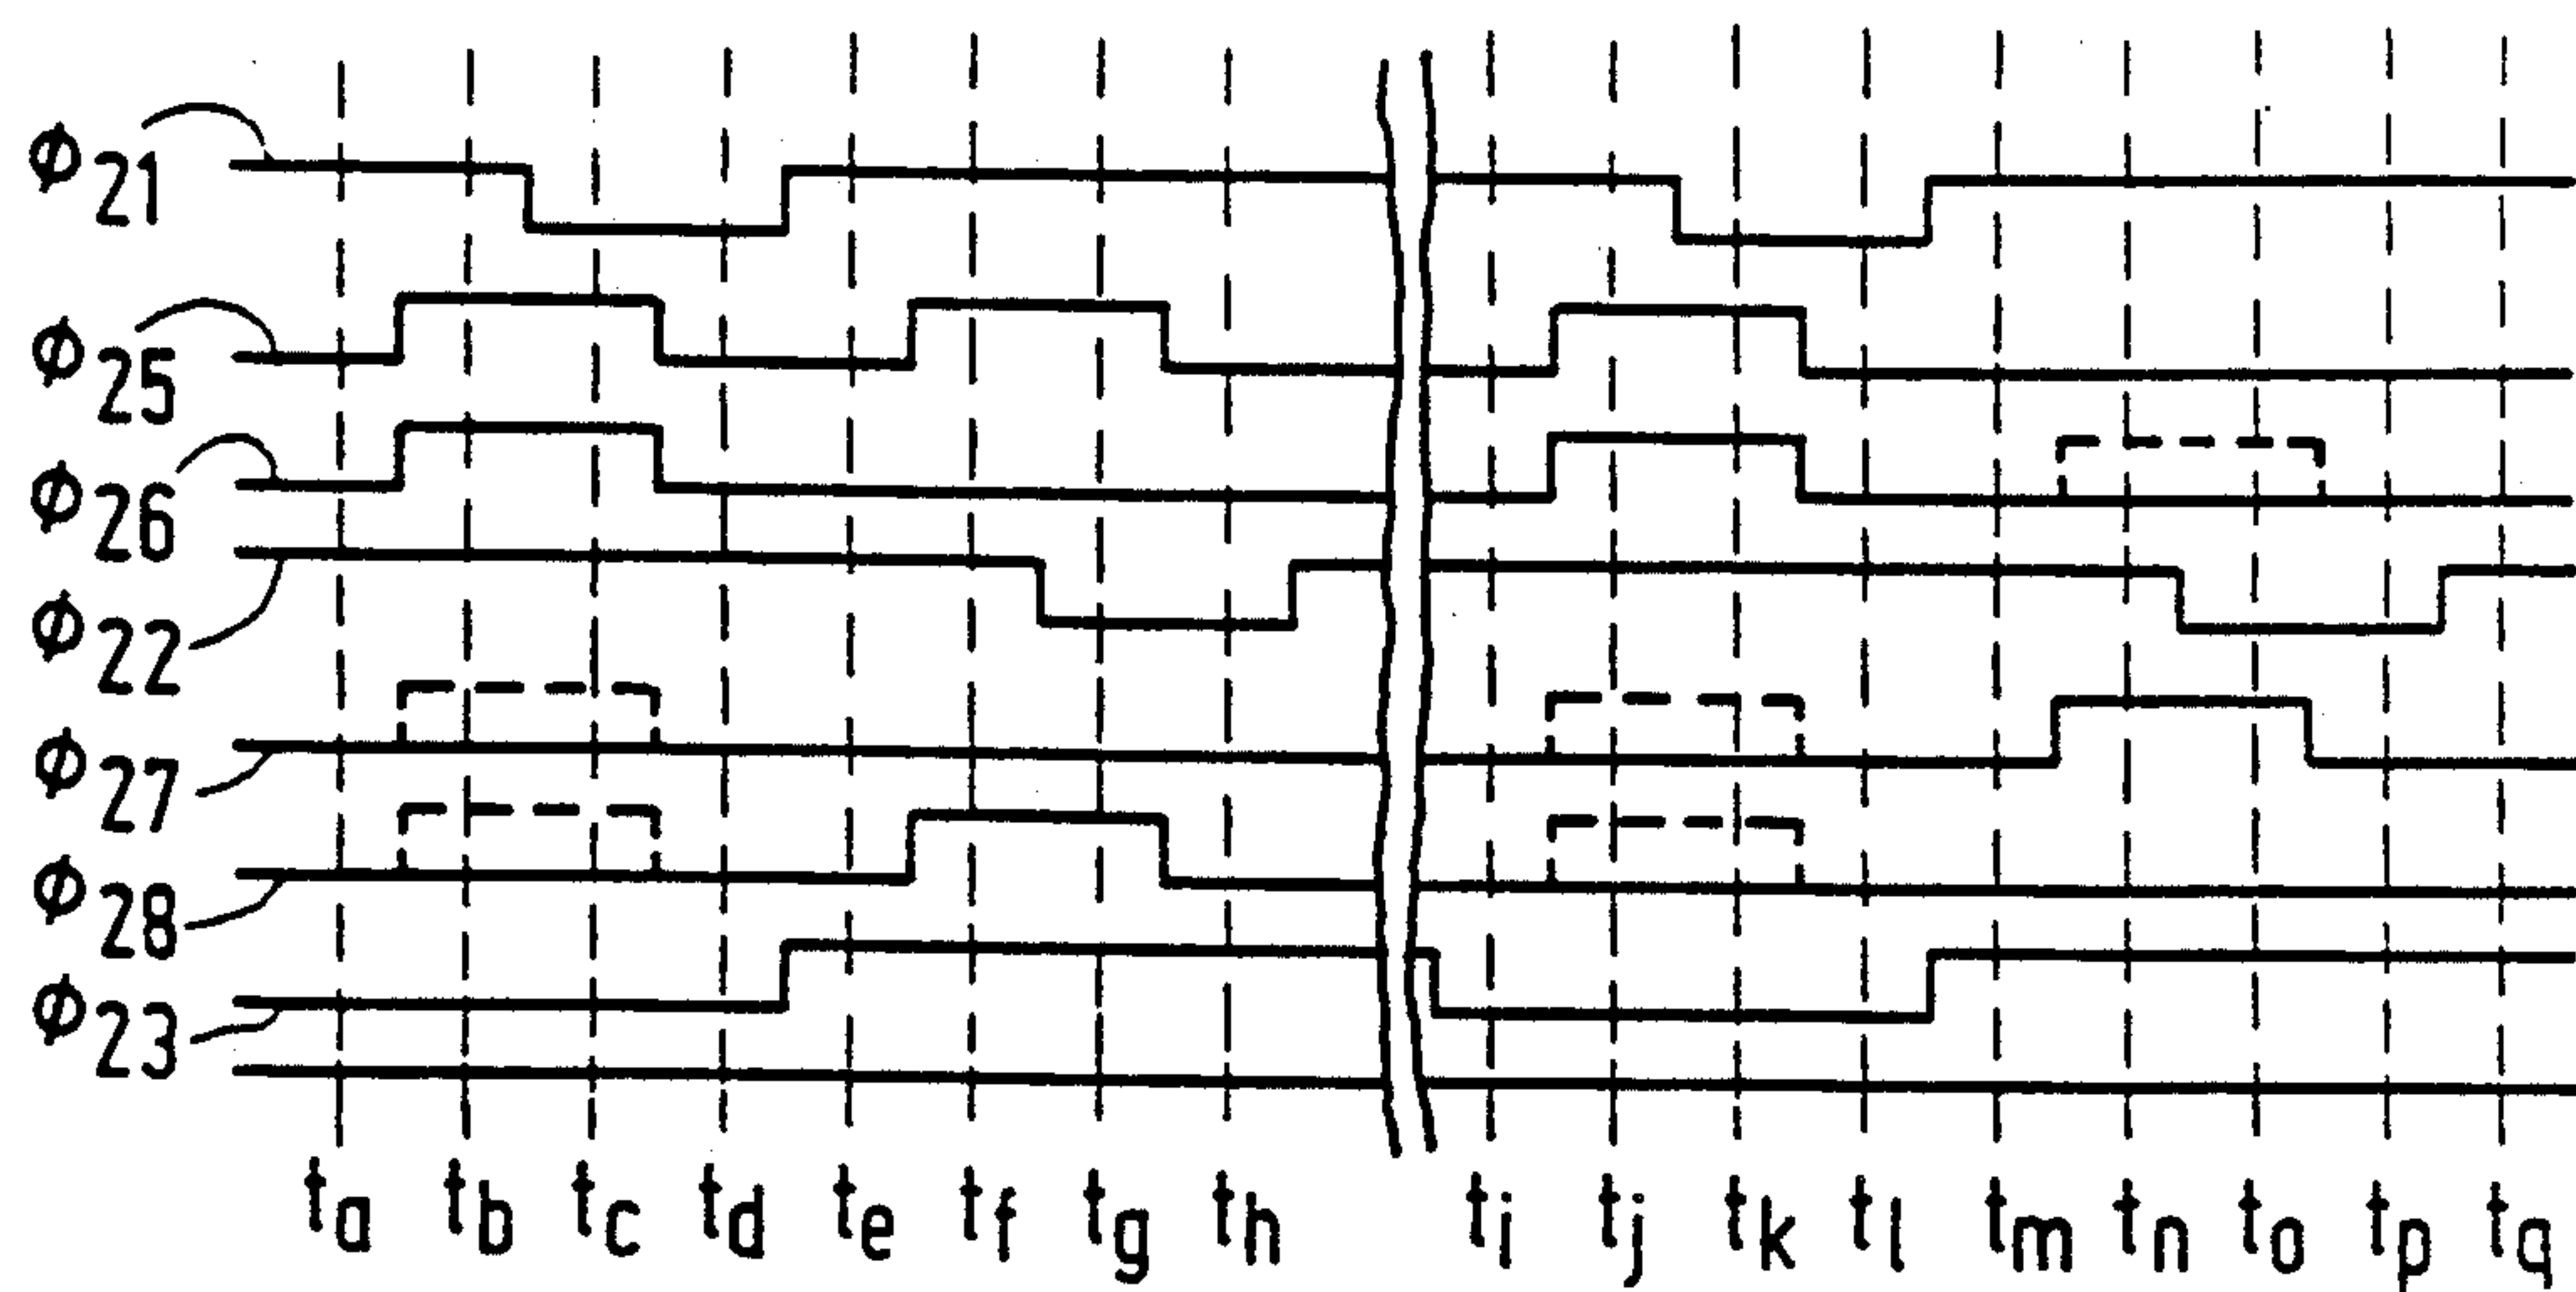 ϕ21
ϕ25
ϕ26
ϕ22
ϕ27
ϕ28
ϕ23
ta tb tc td te tf tg th ti tj tk tl tm tn to tp tq